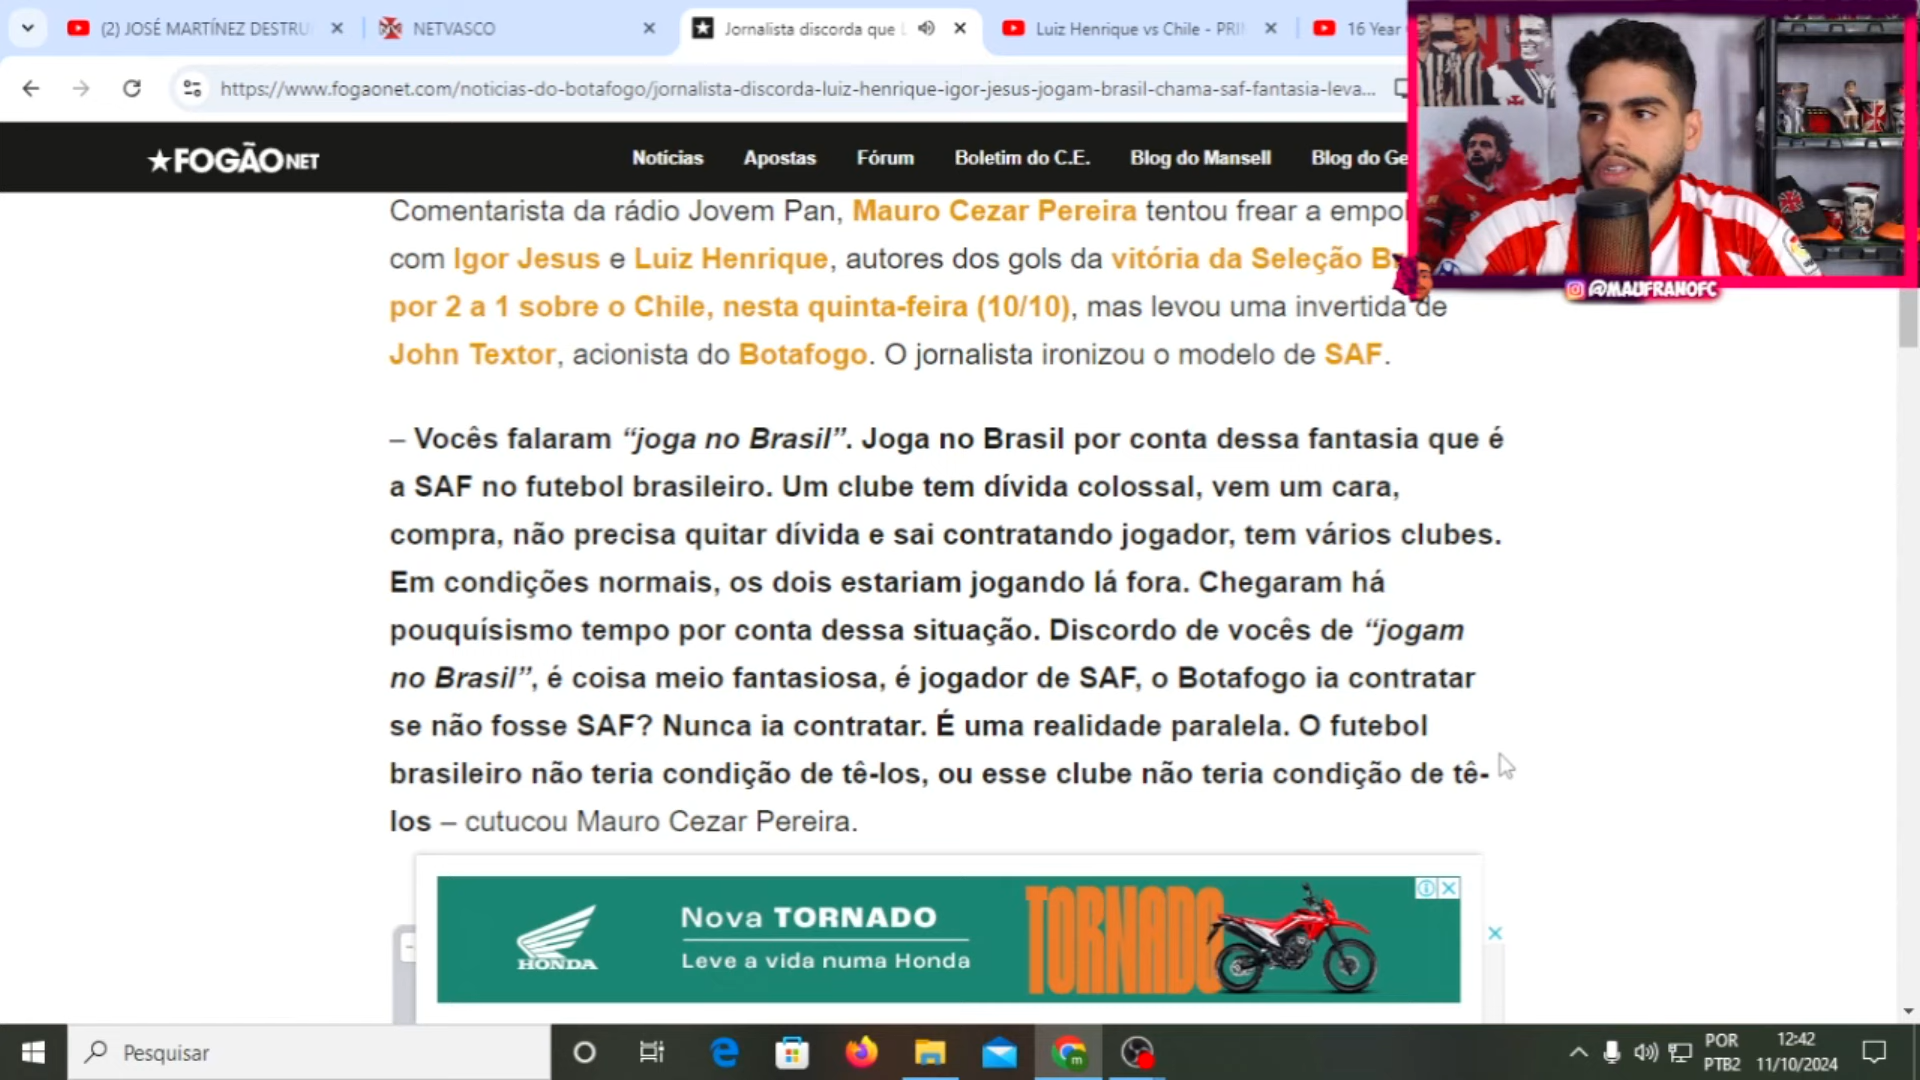 (2) JOSÉ MARTÍNEZ DESTRU
NETVASCO
Jornalista discorda que L
Luiz Henrique vs Chile - PRI
16 Year
https://www.fogaonet.com/noticias-do-botafogo/jornalista-discorda-luiz-henrique-igor-jesus-jogam-brasil-chama-saf-fantasia-leva...
FOGÃO NET
Notícias Apostas Fórum Boletim do C.E. Blog do Mansell Blog do Ge
@MAUFRANOFC
Comentarista da rádio Jovem Pan, Mauro Cezar Pereira tentou frear a empol
com Igor Jesus e Luiz Henrique, autores dos gols da vitória da Seleção B
por 2 a 1 sobre o Chile, nesta quinta-feira (10/10), mas levou uma invertida de
John Textor, acionista do Botafogo. O jornalista ironizou o modelo de SAF.
– Vocês falaram “joga no Brasil”. Joga no Brasil por conta dessa fantasia que é
a SAF no futebol brasileiro. Um clube tem dívida colossal, vem um cara,
compra, não precisa quitar dívida e sai contratando jogador, tem vários clubes.
Em condições normais, os dois estariam jogando lá fora. Chegaram há
pouquísismo tempo por conta dessa situação. Discordo de vocês de “jogam
no Brasil”, é coisa meio fantasiosa, é jogador de SAF, o Botafogo ia contratar
se não fosse SAF? Nunca ia contratar. É uma realidade paralela. O futebol
brasileiro não teria condição de tê-los, ou esse clube não teria condição de tê-
los – cutucou Mauro Cezar Pereira.
HONDA
Nova TORNADO
Leve a vida numa Honda
TORNADO
Pesquisar
POR
PTB2
12:42
11/10/2024